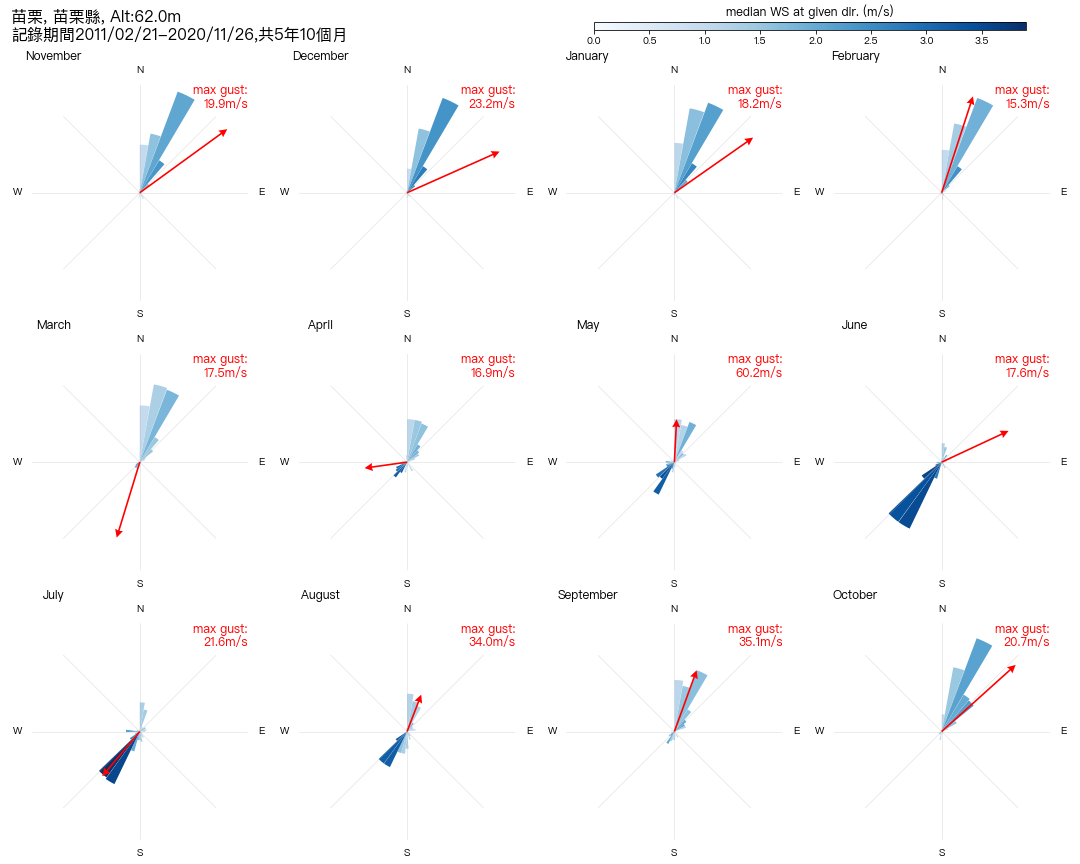 苗栗, 苗栗縣, Alt:62.0m
記錄期間2011/02/21−2020/11/26,共5年10個月
median WS at given dir. (m/s)
0.0 0.5 1.0 1.5 2.0 2.5 3.0 3.5
November
N
W
E
S
max gust:
19.9m/s
December
N
W
E
max gust:
23.2m/s
January
N
W
E
S
max gust:
18.2m/s
February
N
W
E
S
max gust:
15.3m/s
March
N
W
E
S
max gust:
17.5m/s
April
N
W
E
S
max gust:
16.9m/s
May
N
W
E
S
max gust:
60.2m/s
June
N
W
E
S
max gust:
17.6m/s
July
N
W
E
S
max gust:
21.6m/s
August
N
W
E
S
max gust:
34.0m/s
September
N
W
E
S
max gust:
35.1m/s
October
N
W
E
S
max gust:
20.7m/s